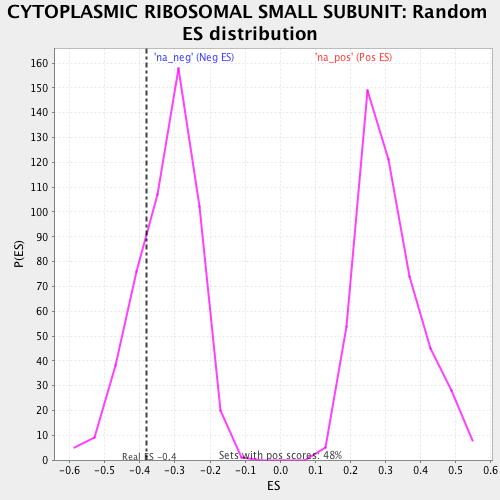 CYTOPLASMIC RIBOSOMAL SMALL SUBUNIT: Random
ES distribution
'na_neg' (Neg ES)
'na_pos' (Pos ES)
160
150
140
130
120
110
100
90
80
70
60
50
40
30
20
10
0
P(ES)
Real ES -0.4
Sets with pos scores: 48%
-0.6 -0.5 -0.4 -0.3 -0.2 -0.1 0.0 0.1 0.2 0.3 0.4 0.5 0.6
ES